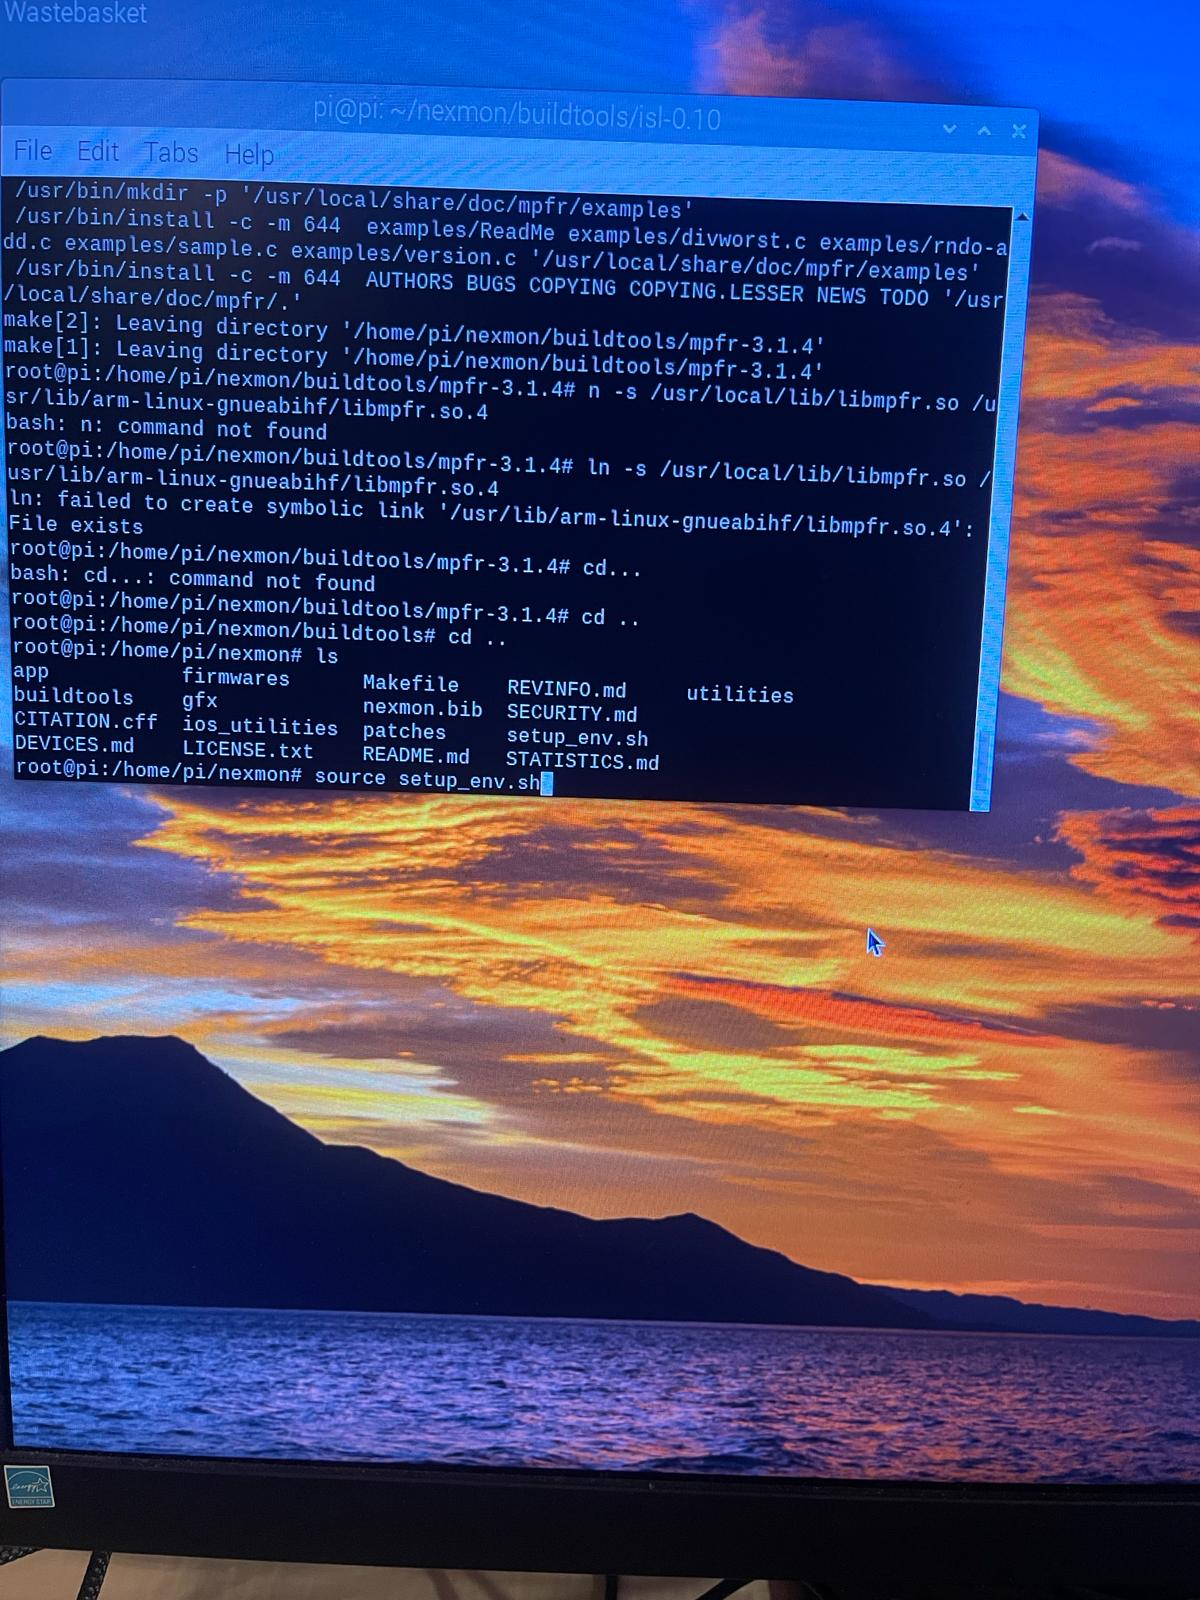 Wastebasket
pi@pi: ~/nexmon/buildtools/isl-0.10
File Edit Tabs Help
/usr/bin/mkdir -p '/usr/local/share/doc/mpfr/examples'
/usr/bin/install -c -m 644  examples/ReadMe examples/divworst.c examples/rndo-a
dd.c examples/sample.c examples/version.c '/usr/local/share/doc/mpfr/examples'
/usr/bin/install -c -m 644  AUTHORS BUGS COPYING COPYING.LESSER NEWS TODO '/usr
/local/share/doc/mpfr/.'
make[2]: Leaving directory '/home/pi/nexmon/buildtools/mpfr-3.1.4'
make[1]: Leaving directory '/home/pi/nexmon/buildtools/mpfr-3.1.4'
root@pi:/home/pi/nexmon/buildtools/mpfr-3.1.4# n -s /usr/local/lib/libmpfr.so /u
sr/lib/arm-linux-gnueabihf/libmpfr.so.4
bash: n: command not found
root@pi:/home/pi/nexmon/buildtools/mpfr-3.1.4# ln -s /usr/local/lib/libmpfr.so /
usr/lib/arm-linux-gnueabihf/libmpfr.so.4
ln: failed to create symbolic link '/usr/lib/arm-linux-gnueabihf/libmpfr.so.4':
File exists
root@pi:/home/pi/nexmon/buildtools/mpfr-3.1.4# cd...
bash: cd...: command not found
root@pi:/home/pi/nexmon/buildtools/mpfr-3.1.4# cd ..
root@pi:/home/pi/nexmon/buildtools# cd ..
root@pi:/home/pi/nexmon# ls
app firmwares Makefile REVINFO.md utilities
buildtools gfx nexmon.bib SECURITY.md
CITATION.cff ios_utilities patches setup_env.sh
DEVICES.md LICENSE.txt README.md STATISTICS.md
root@pi:/home/pi/nexmon# source setup_env.sh
energy
ENERGY STAR